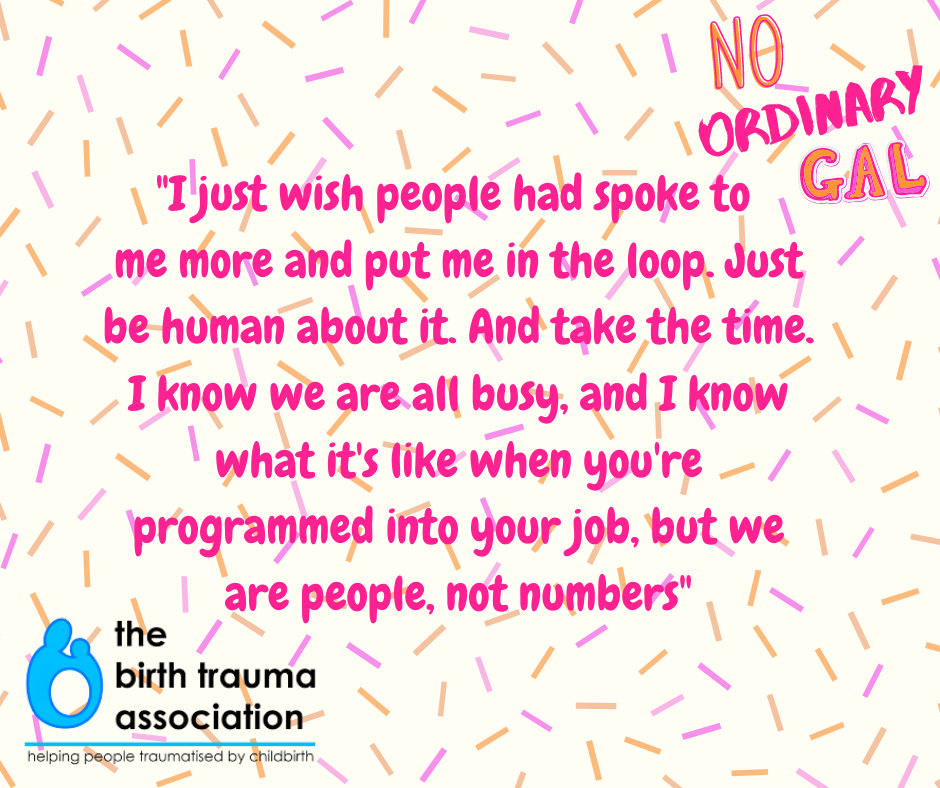 NO
ORDINARY
GAL
"I just wish people had spoke to
me more and put me in the loop. Just
be human about it. And take the time.
I know we are all busy, and I know
what it's like when you're
programmed into your job, but we
are people, not numbers"
the
birth trauma
association
helping people traumatised by childbirth